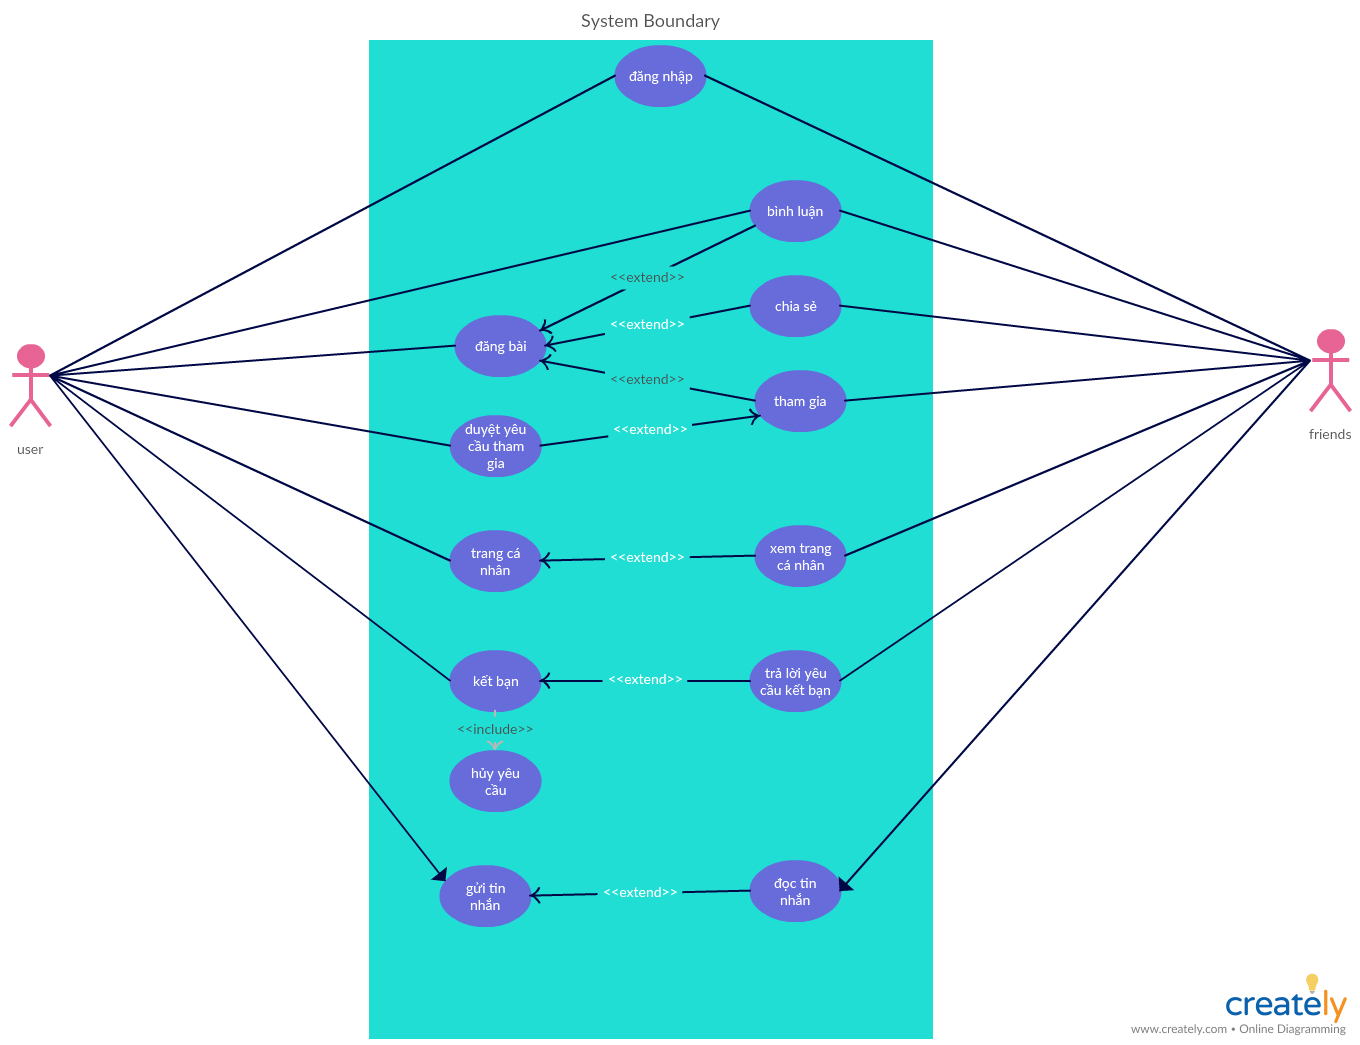 System Boundary
đăng nhập
bình luận
<<extend>>
chia sẻ
<<extend>>
đăng bài
<<extend>>
tham gia
duyệt yêu
cầu tham
gia
<<extend>>
user
friends
trang cá
nhân
<<extend>>
xem trang
cá nhân
kết bạn
<<extend>>
trả lời yêu
cầu kết bạn
<<include>>
hủy yêu
cầu
gửi tin
nhắn
<<extend>>
đọc tin
nhắn
creately
www.creately.com • Online Diagramming